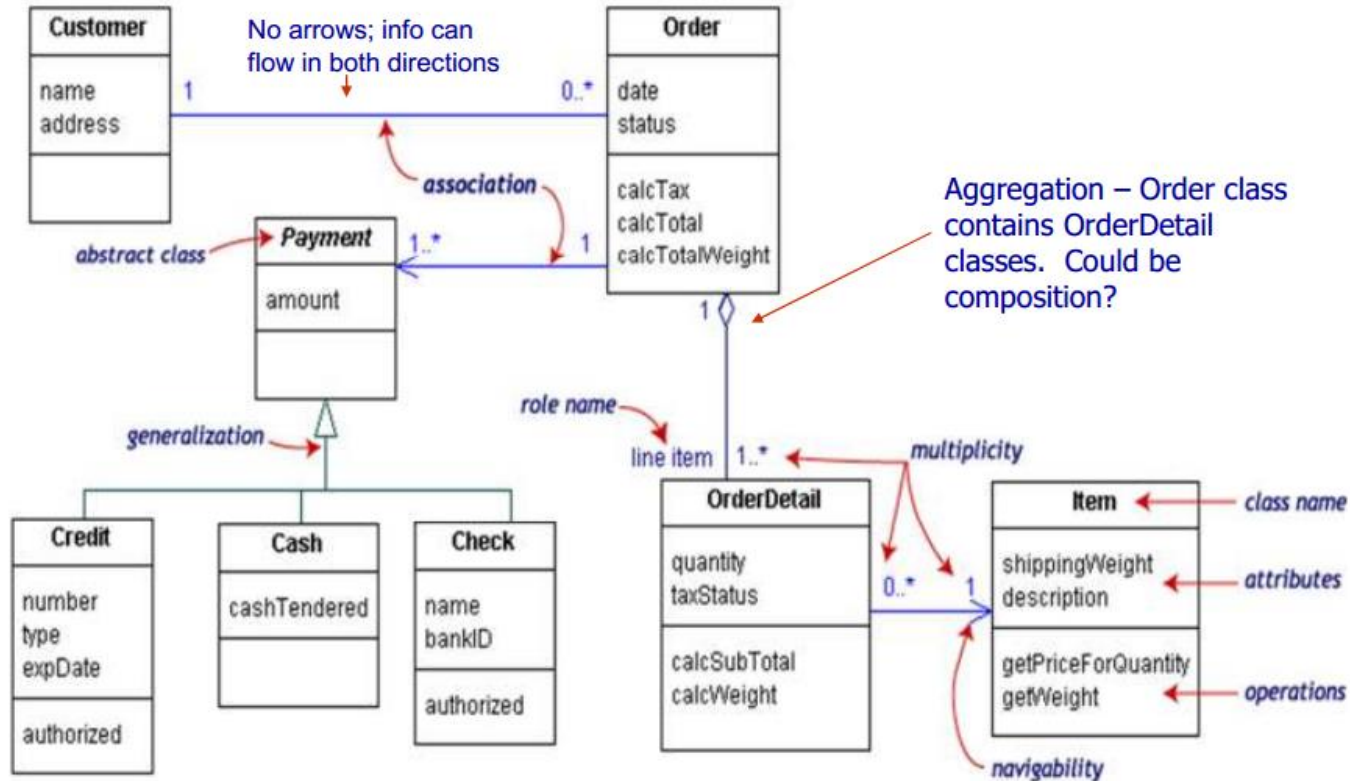 Customer
name
address
No arrows; info can
flow in both directions
1
0..*
Order
date
status
calcTax
calcTotal
calcTotalWeight
association
abstract class
Payment
amount
1..*
1
Aggregation – Order class
contains OrderDetail
classes. Could be
composition?
1
generalization
role name
line item
1..*
multiplicity
Credit
number
type
expDate
authorized
Cash
cashTendered
Check
name
bankID
authorized
OrderDetail
quantity
taxStatus
calcSubTotal
calcWeight
0..*
1
Item
shippingWeight
description
getPriceForQuantity
getWeight
class name
attributes
operations
navigability